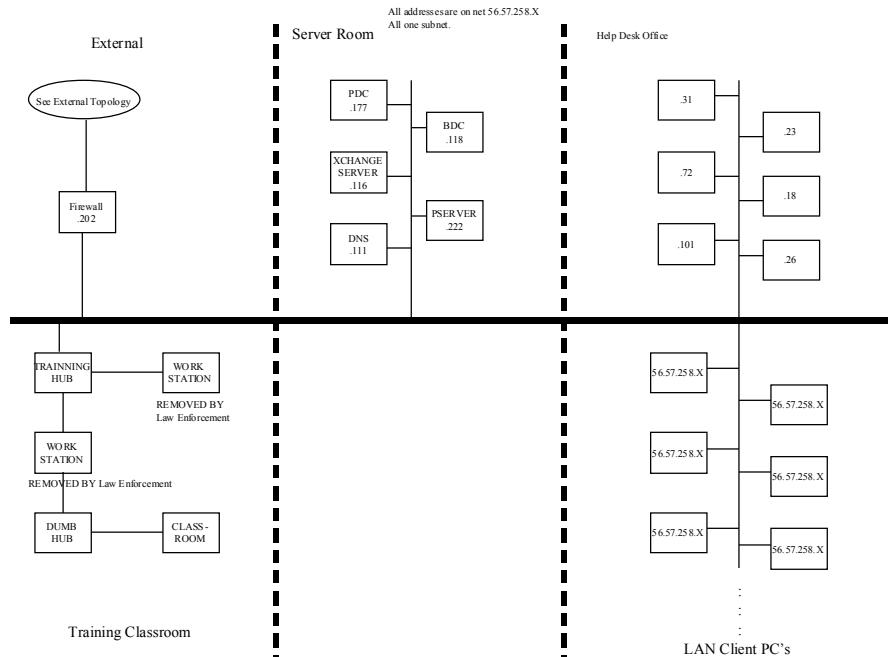 All addresses are on net 56.57.258.X
All one subnet.
External
Server Room
Help Desk Office
See External Topology
Firewall
.202
PDC
.177
BDC
.118
XCHANGE
SERVER
.116
PSERVER
.222
DNS
.111
.31
.23
.72
.18
.101
.26
TRAINNING
HUB
WORK
STATION
REMOVED BY
Law Enforcement
WORK
STATION
REMOVED BY Law Enforcement
DUMB
HUB
CLASS-
ROOM
Training Classroom
56.57.258.X
56.57.258.X
56.57.258.X
56.57.258.X
56.57.258.X
56.57.258.X
LAN Client PC's